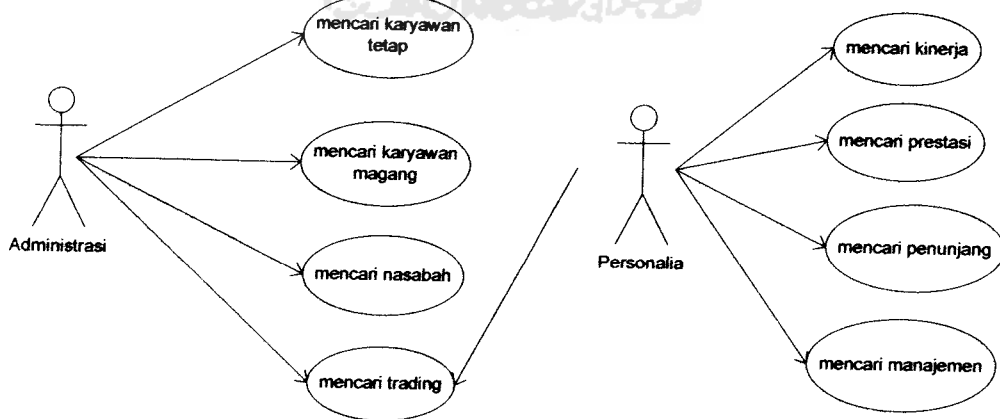 mencari karyawan
tetap
mencari karyawan
magang
Administrasi
mencari nasabah
mencari trading
mencari kinerja
mencari prestasi
Personalia
mencari penunjang
mencari manajemen